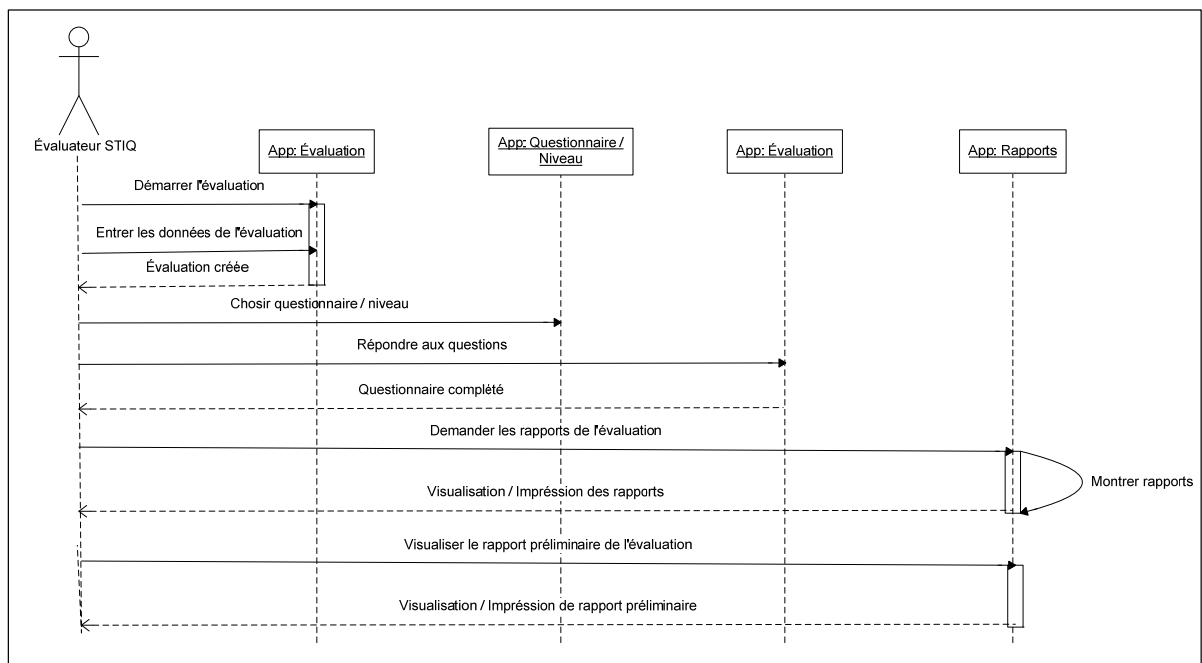 Évaluateur STIQ
App: Évaluation
App: Questionnaire /
Niveau
App: Évaluation
App: Rapports
Démarrer l'évaluation
Entrer les données de l'évaluation
Évaluation créée
Chosir questionnaire / niveau
Répondre aux questions
Questionnaire complété
Demander les rapports de l'évaluation
Montrer rapports
Visualisation / Impréssion des rapports
Visualiser le rapport préliminaire de l'évaluation
Visualisation / Impréssion de rapport préliminaire